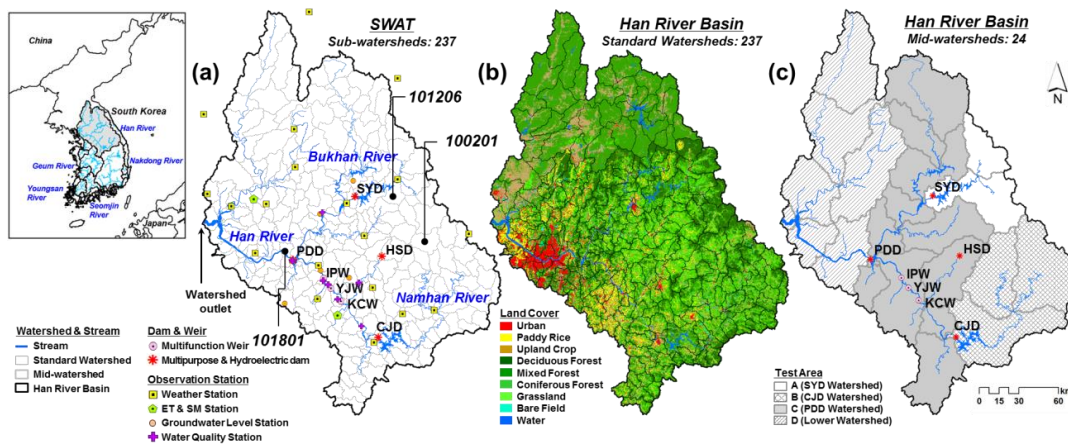 China
South Korea
Han River
Geum River
Nakdong River
Youngsan
River
Seomjin
River
Japan
SWAT
Sub-watersheds: 237
(a)
101206
100201
Bukhan River
SYD
Han River
PDD
HSD
IPW
YJW
KCW
Namhan River
CJD
Watershed
outlet
101801
Watershed & Stream
Stream
Standard Watershed
Mid-watershed
Han River Basin
Dam & Weir
Multifunction Weir
Multipurpose & Hydroelectric dam
Observation Station
Weather Station
ET & SM Station
Groundwater Level Station
Water Quality Station
Han River Basin
Standard Watersheds: 237
(b)
Land Cover
Urban
Paddy Rice
Upland Crop
Deciduous Forest
Mixed Forest
Coniferous Forest
Grassland
Bare Field
Water
Han River Basin
Mid-watersheds: 24
(c)
N
SYD
PDD
HSD
IPW
YJW
KCW
CJD
Test Area
A (SYD Watershed)
B (CJD Watershed)
C (PDD Watershed)
D (Lower Watershed)
0 15 30 60
km